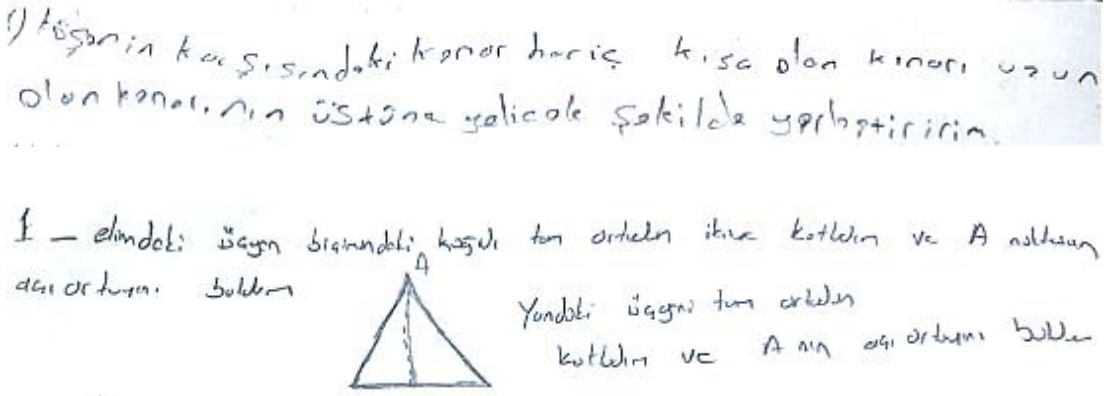 1) Köşenin karşısındaki kenar hariç kısa olan kenarı uzun
olan kenarının üstüne gelicek şekilde yerleştiririm.
1 – elimdeki üçgen biçimindeki kağıdı tam ortadan ikiye katladım ve A noktasının
açı ortayını buldum
A
Yandaki üçgeni tam ortadan
katladım ve A nın açı ortayını buldum